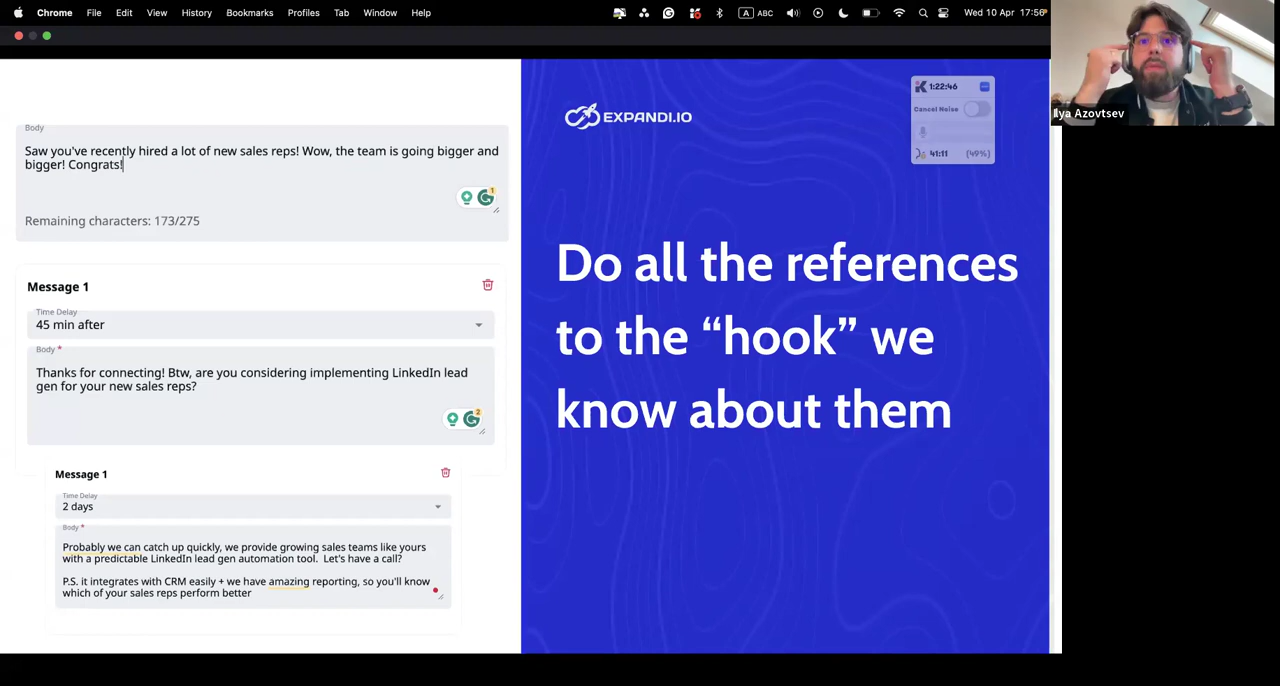 Chrome File Edit View History Bookmarks Profiles Tab Window Help
A ABC
Wed 10 Apr 17:56
Ilya Azovtsev
Body
Saw you've recently hired a lot of new sales reps! Wow, the team is going bigger and
bigger! Congrats!
1
Remaining characters: 173/275
Message 1
Time Delay
45 min after
Body *
Thanks for connecting! Btw, are you considering implementing LinkedIn lead
gen for your new sales reps?
2
Message 1
Time Delay
2 days
Body *
Probably we can catch up quickly, we provide growing sales teams like yours
with a predictable LinkedIn lead gen automation tool.  Let's have a call?
P.S. it integrates with CRM easily + we have amazing reporting, so you'll know
which of your sales reps perform better
EXPANDI.IO
1:22:46
Cancel Noise
41:11 (49%)
Do all the references
to the “hook” we
know about them